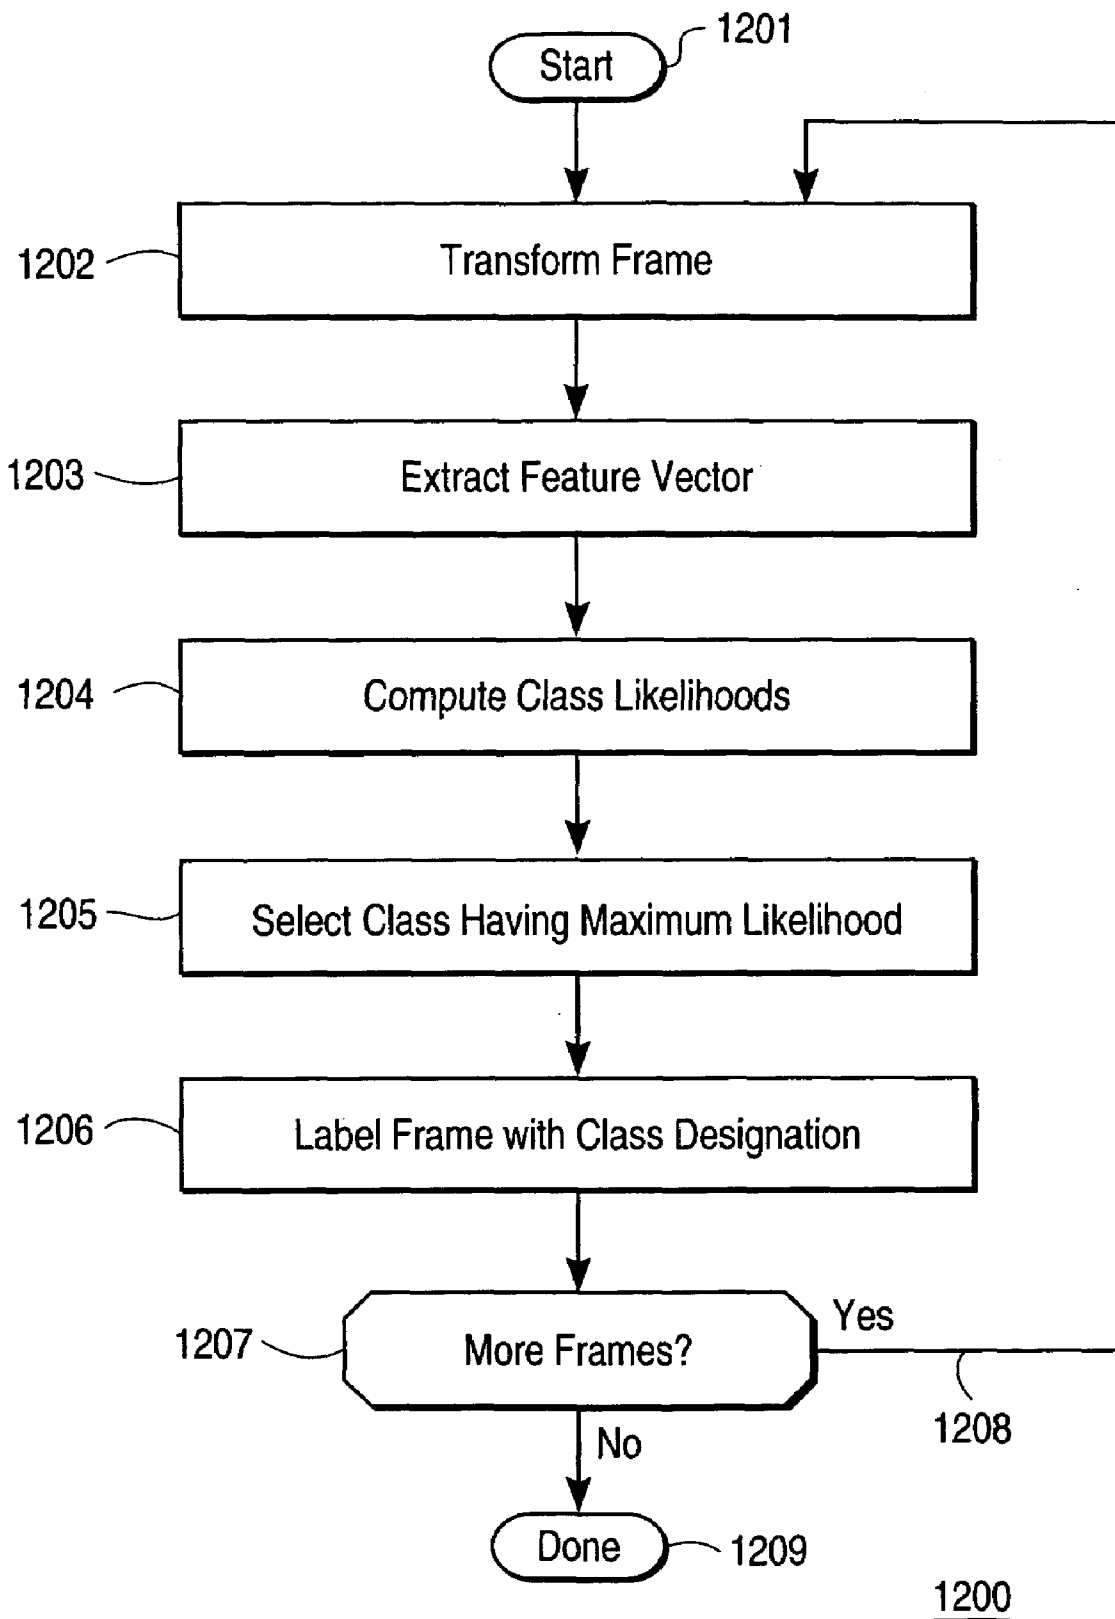 Start
1201
1202
Transform Frame
1203
Extract Feature Vector
1204
Compute Class Likelihoods
1205
Select Class Having Maximum Likelihood
1206
Label Frame with Class Designation
1207
More Frames?
Yes
1208
No
Done
1209
1200